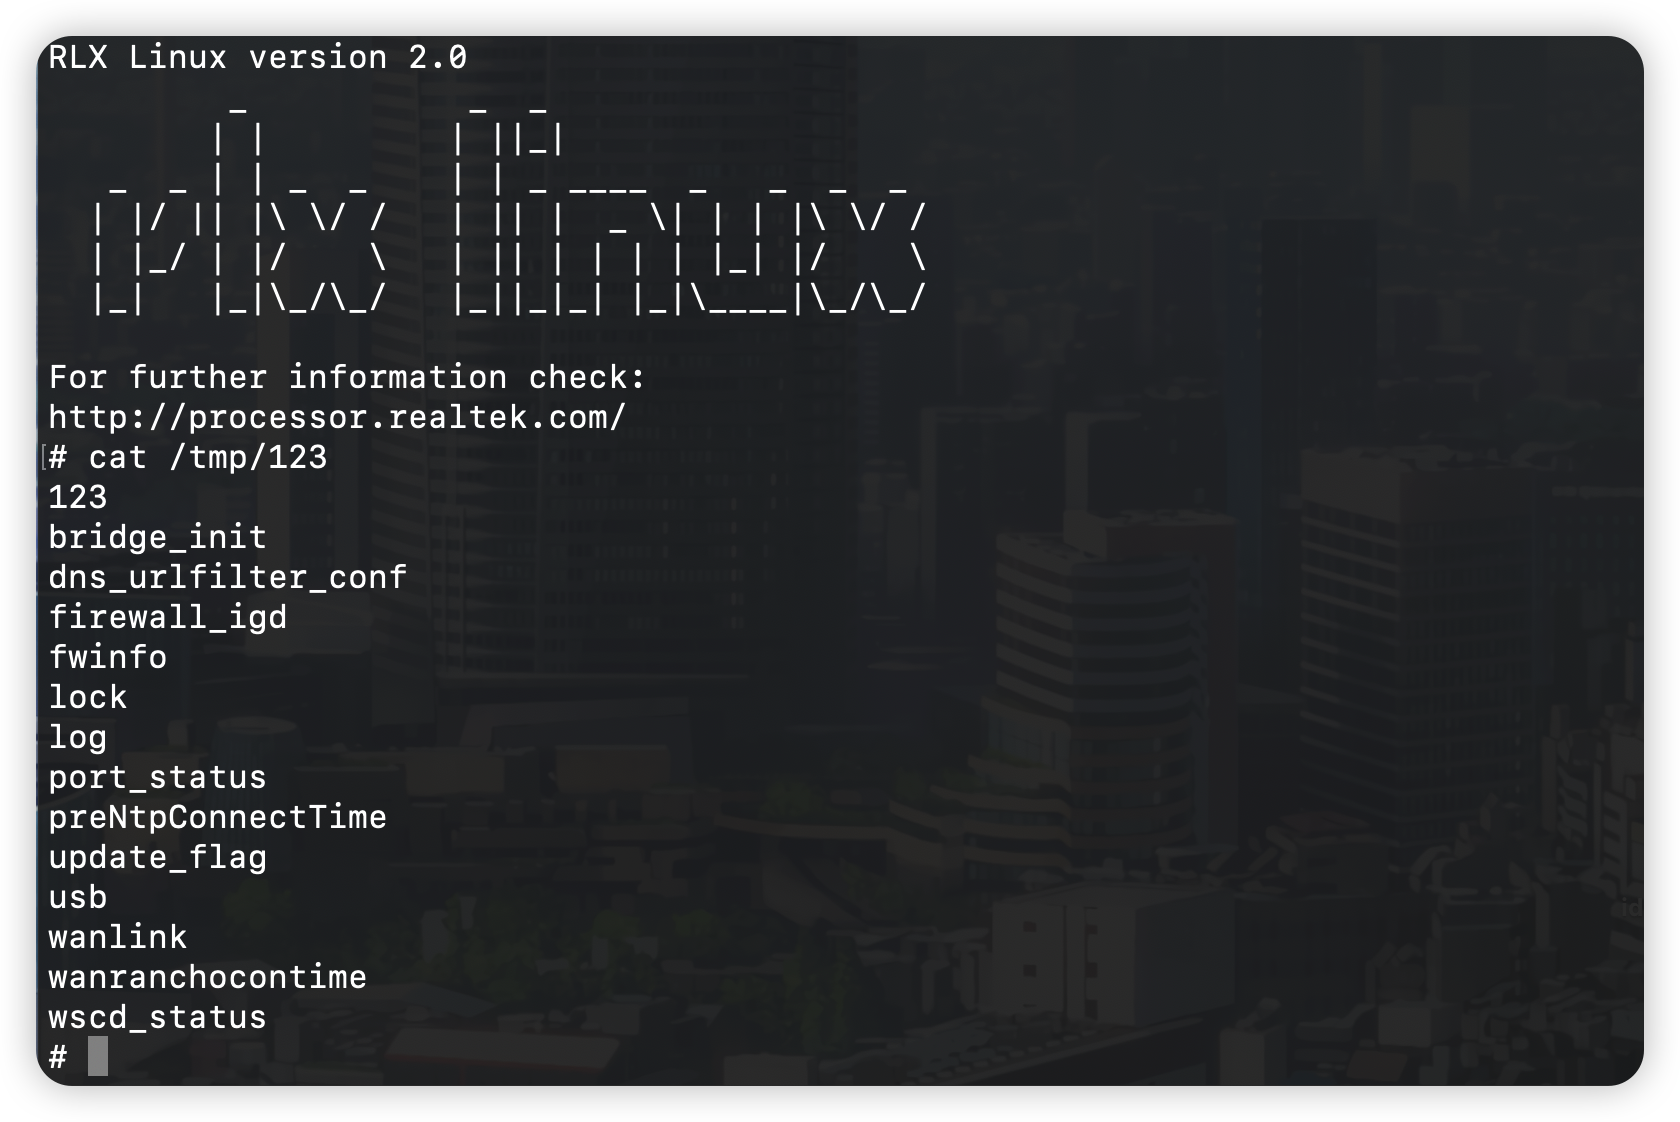 RLX Linux version 2.0
         _           _  _
        | |         | ||_|
   _  _ | | _  _    | | _ ____  _   _  _  _
  | |/ || |\ \/ /   | || |  _ \| | | |\ \/ /
  | |_/ | |/    \   | || | | | | |_| |/    \
  |_|   |_|\_/\_/   |_||_|_| |_|\____|\_/\_/
For further information check:
http://processor.realtek.com/
[# cat /tmp/123
123
bridge_init
dns_urlfilter_conf
firewall_igd
fwinfo
lock
log
port_status
preNtpConnectTime
update_flag
usb
wanlink
wanranchocontime
wscd_status
#